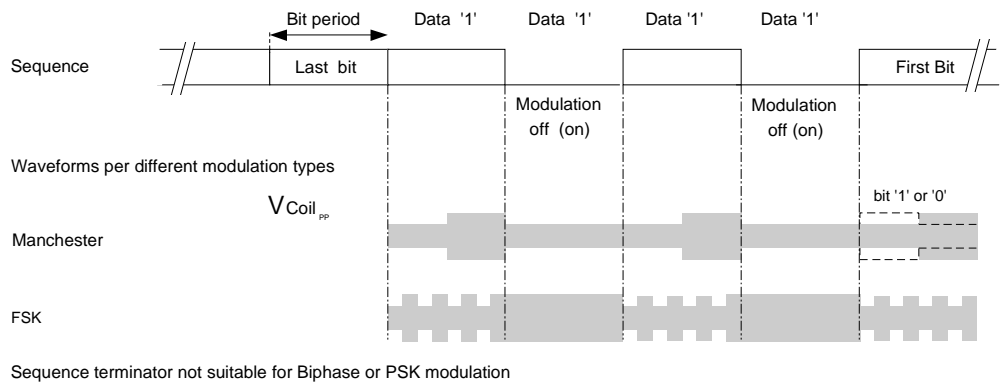 Bit period Data '1' Data '1' Data '1' Data '1'
Sequence Last bit First Bit
Modulation off (on) Modulation off (on)
Waveforms per different modulation types
VCoil PP
bit '1' or '0'
Manchester
FSK
Sequence terminator not suitable for Biphase or PSK modulation